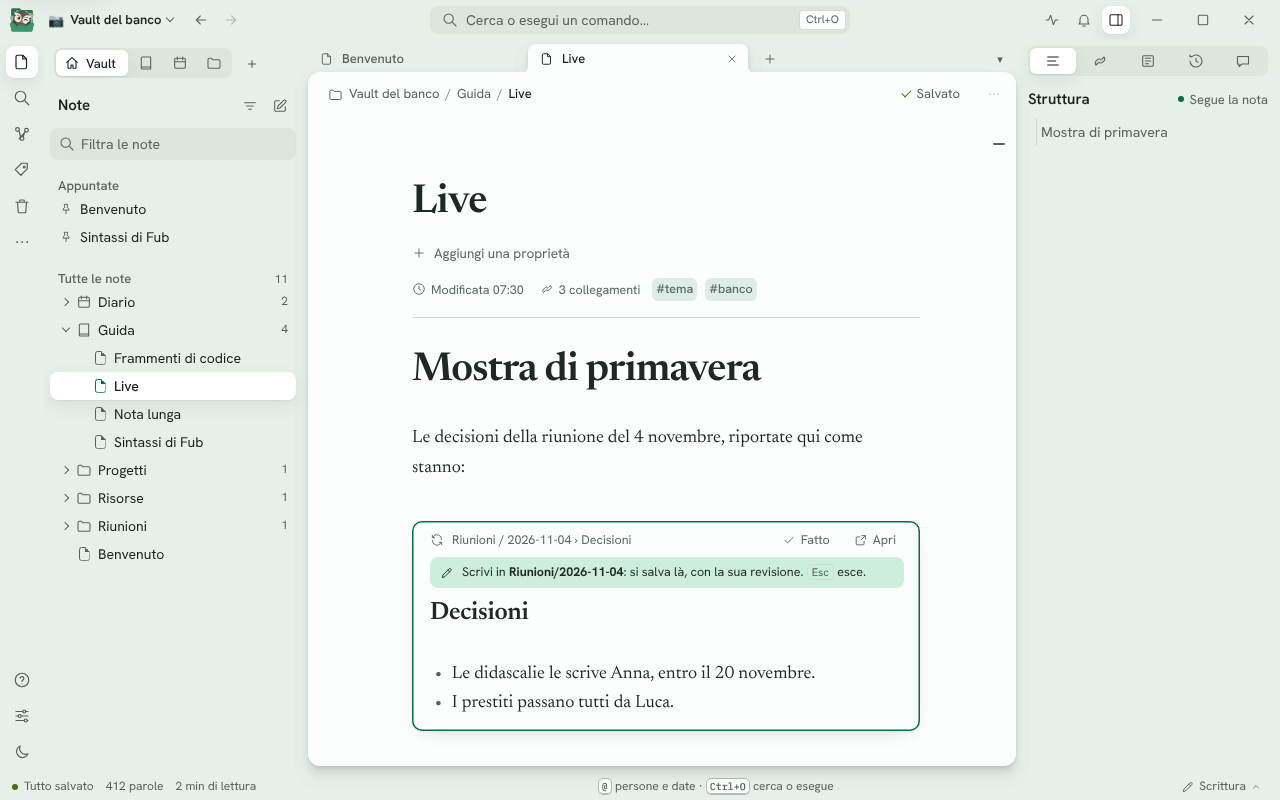 Vault del banco
Cerca o esegui un comando…
Ctrl+O
Vault
Note
Filtra le note
Appuntate
Benvenuto
Sintassi di Fub
Tutte le note 11
Diario 2
Guida 4
Frammenti di codice
Live
Nota lunga
Sintassi di Fub
Progetti 1
Risorse 1
Riunioni 1
Benvenuto
Benvenuto
Live
Vault del banco / Guida / Live
Salvato
Live
Aggiungi una proprietà
Modificata 07:30 3 collegamenti #tema #banco
Mostra di primavera
Le decisioni della riunione del 4 novembre, riportate qui come
stanno:
Riunioni / 2026-11-04 › Decisioni
Fatto
Apri
Scrivi in Riunioni/2026-11-04: si salva là, con la sua revisione. Esc esce.
Decisioni
• Le didascalie le scrive Anna, entro il 20 novembre.
• I prestiti passano tutti da Luca.
Struttura
Segue la nota
Mostra di primavera
Tutto salvato 412 parole 2 min di lettura
@ persone e date · Ctrl+O cerca o esegue
Scrittura